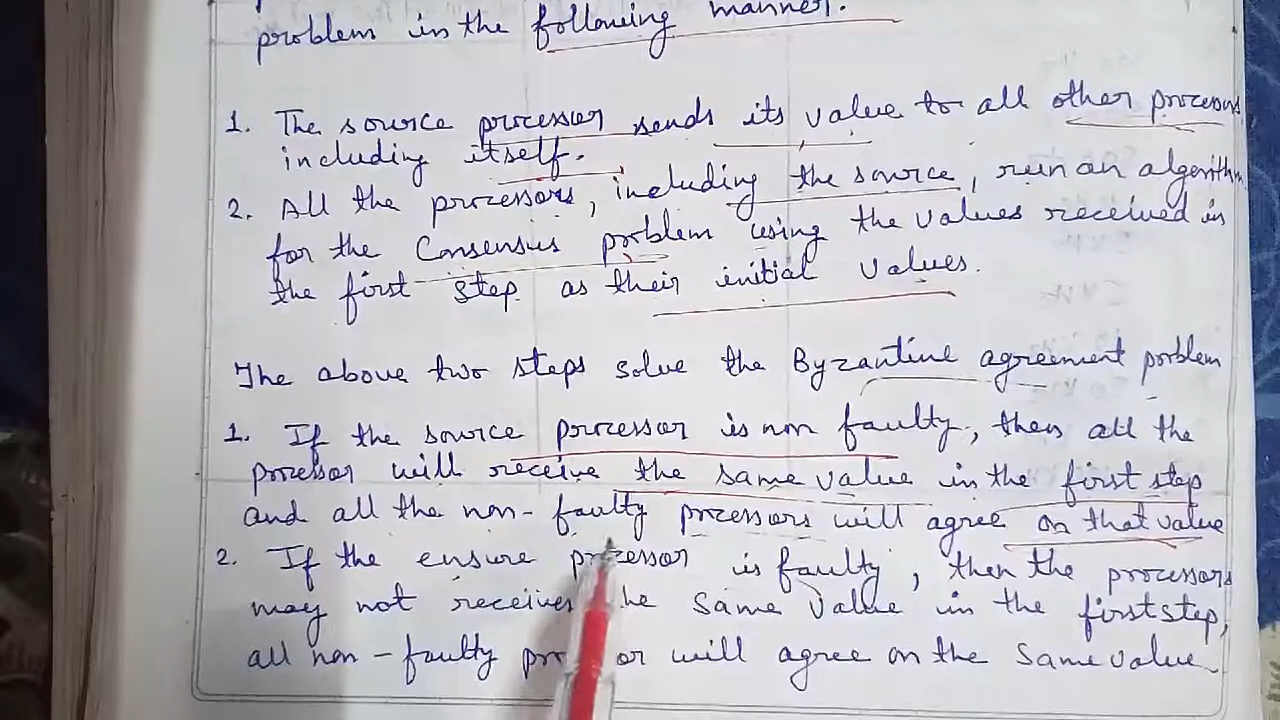 problem in the following manner.
1. The source processor sends its value to all other processors
including itself.
2. All the processors, including the source, run an algorithm
for the Consensus problem using the values received in
the first step as their initial values.
The above two steps solve the Byzantine agreement problem
1. If the source processor is non faulty, then all the
processor will receive the same value in the first step
and all the non-faulty processors will agree on that value
2. If the ensure processor is faulty, then the processors
may not receive the same value in the first step,
all non-faulty will agree on the same value